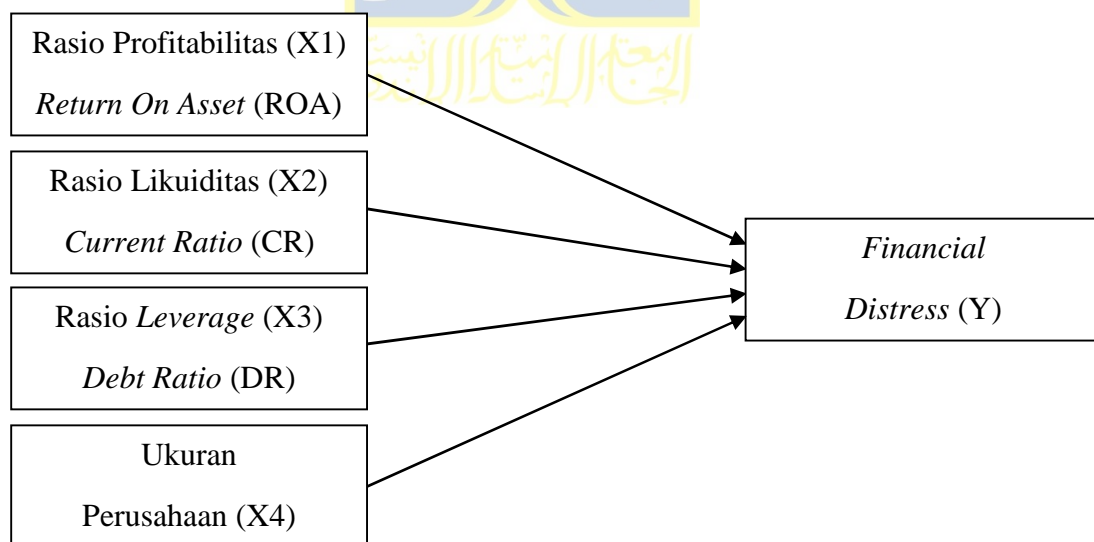 Rasio Profitabilitas (X1)
Return On Asset (ROA)
Rasio Likuiditas (X2)
Current Ratio (CR)
Rasio Leverage (X3)
Debt Ratio (DR)
Ukuran
Perusahaan (X4)
Financial
Distress (Y)